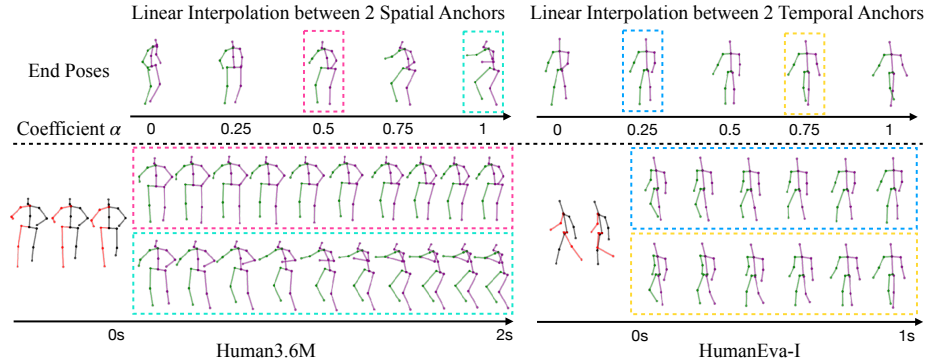 Linear Interpolation between 2 Spatial Anchors
Linear Interpolation between 2 Temporal Anchors
End Poses
Coefficient α
0 0.25 0.5 0.75 1
0 0.25 0.5 0.75 1
0s 2s
Human3.6M
0s 1s
HumanEva-I